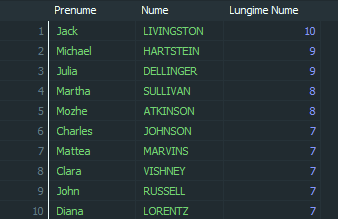 Prenume Nume Lungime Nume
1 Jack LIVINGSTON 10
2 Michael HARTSTEIN 9
3 Julia DELLINGER 9
4 Martha SULLIVAN 8
5 Mozhe ATKINSON 8
6 Charles JOHNSON 7
7 Mattea MARVINS 7
8 Clara VISHNEY 7
9 John RUSSELL 7
10 Diana LORENTZ 7